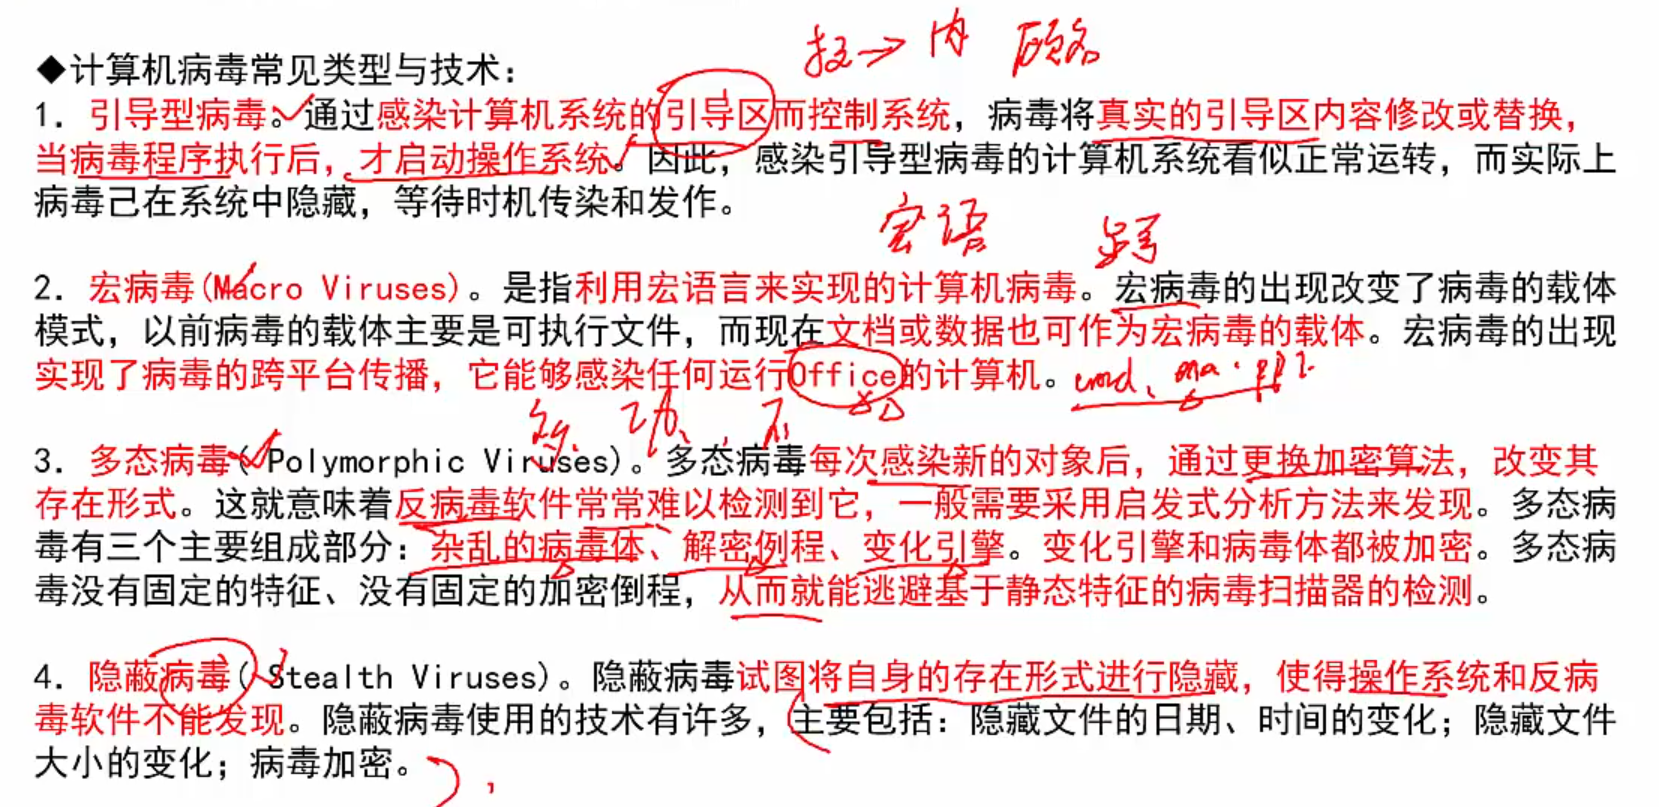 ◆计算机病毒常见类型与技术：
1. 引导型病毒。通过感染计算机系统的引导区而控制系统，病毒将真实的引导区内容修改或替换，
当病毒程序执行后，才启动操作系统。因此，感染引导型病毒的计算机系统看似正常运转，而实际上
病毒己在系统中隐藏，等待时机传染和发作。
宏语
2. 宏病毒(Macro Viruses)。是指利用宏语言来实现的计算机病毒。宏病毒的出现改变了病毒的载体
模式，以前病毒的载体主要是可执行文件，而现在文档或数据也可作为宏病毒的载体。宏病毒的出现
实现了病毒的跨平台传播，它能够感染任何运行Office的计算机。
3. 多态病毒( Polymorphic Viruses)。多态病毒每次感染新的对象后，通过更换加密算法，改变其
存在形式。这就意味着反病毒软件常常难以检测到它，一般需要采用启发式分析方法来发现。多态病
毒有三个主要组成部分：杂乱的病毒体、解密例程、变化引擎。变化引擎和病毒体都被加密。多态病
毒没有固定的特征、没有固定的加密倒程，从而就能逃避基于静态特征的病毒扫描器的检测。
4. 隐蔽病毒( Stealth Viruses)。隐蔽病毒试图将自身的存在形式进行隐藏，使得操作系统和反病
毒软件不能发现。隐蔽病毒使用的技术有许多，主要包括：隐藏文件的日期、时间的变化；隐藏文件
大小的变化；病毒加密。